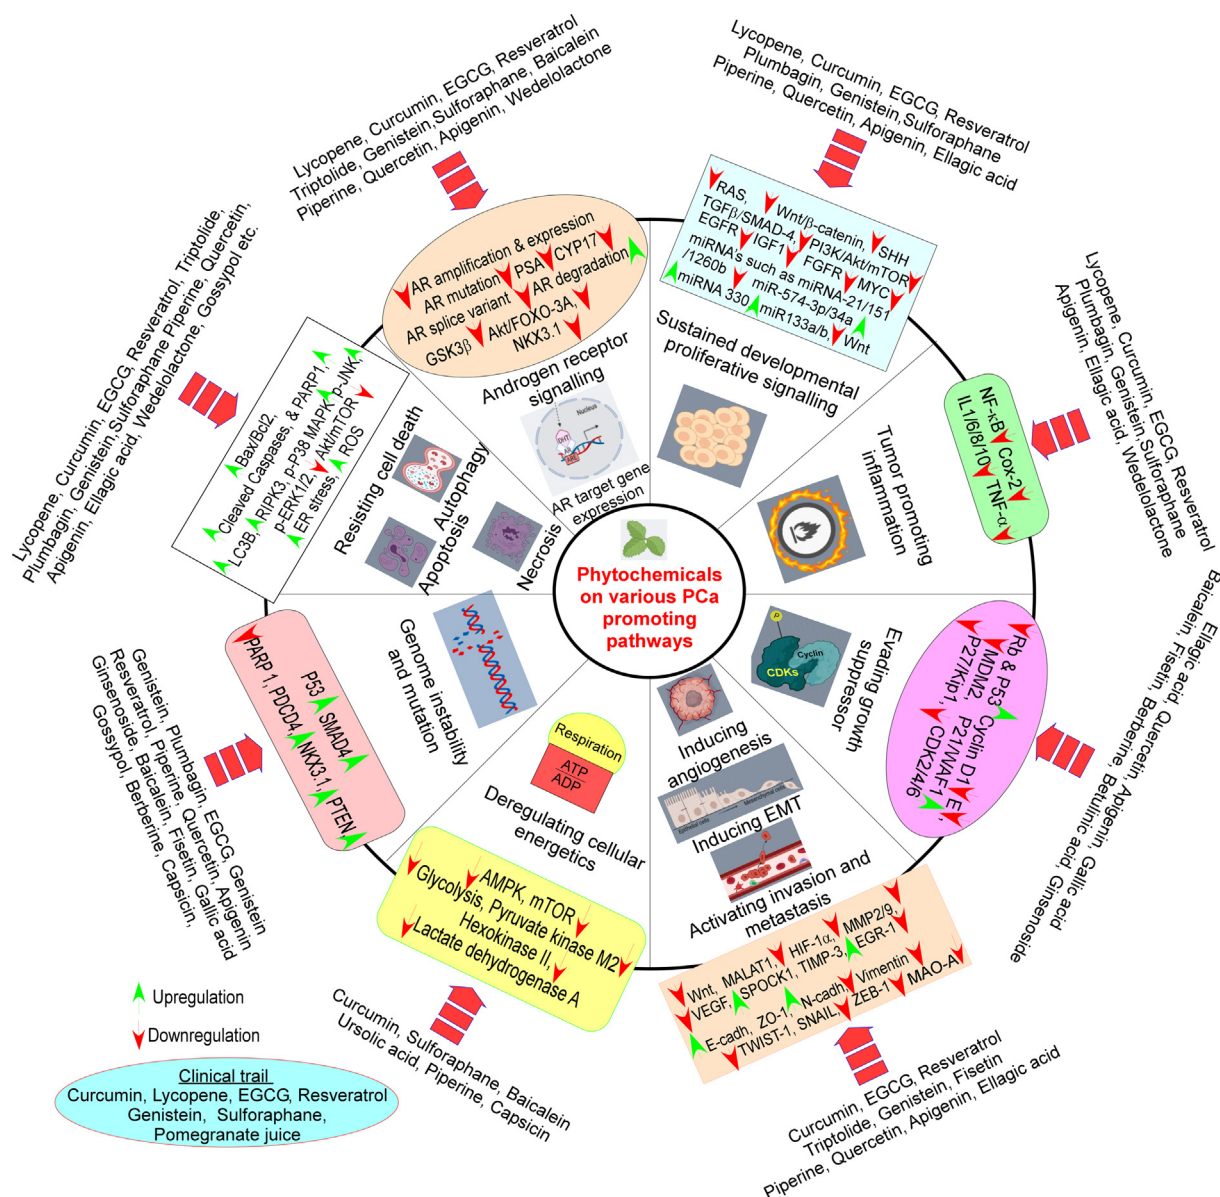 Lycopene, Curcumin, EGCG, Resveratrol
Triptolide, Genistein,Sulforaphane, Baicalein
Piperine, Quercetin, Apigenin, Wedelolactone
Lycopene, Curcumin, EGCG, Resveratrol
Plumbagin, Genistein,Sulforaphane
Piperine, Quercetin, Apigenin, Ellagic acid
AR amplification & expression
AR mutation PSA CYP17
AR splice variant AR degradation
GSK3β Akt/FOXO-3A,
NKX3.1
Androgen receptor
signalling
Nucleus
DHT
AR
ARE
AR target gene
expression
RAS, Wnt/β-catenin, SHH
TGFβ/SMAD-4, PI3K/Akt/mTOR
EGFR IGF1 FGFR MYC
miRNA's such as miRNA-21/151
/1260b miR-574-3p/34a
miRNA 330 miR133a/b, Wnt
Sustained developmental
proliferative signalling
Lycopene, Curcumin, EGCG, Resveratrol
Plumbagin, Genistein, Sulforaphane
Apigenin, Ellagic acid, Wedelolactone
NF-κB Cox-2
IL1/6/8/10 TNF-α
Tumor promoting
inflammation
Ellagic acid, Quercetin, Apigenin, Gallic acid
Baicalein, Fisetin, Berberine, Betulinic acid, Ginsenoside
Rb & P53 Cyclin D1 E,
MDM2, P21/WAF1
P27/Kip1, CDK2/4/6
Evading growth
suppressor
P
Cyclin
CDKs
Inducing
angiogenesis
Epithelial cells
Mesenchymal cells
Inducing EMT
Activating invasion and
metastasis
Wnt, MALAT1, HIF-1α, MMP2/9,
VEGF, SPOCK1, TIMP-3, EGR-1
E-cadh, ZO-1, N-cadh, Vimentin
TWIST-1, SNAIL, ZEB-1 MAO-A
Curcumin, EGCG, Resveratrol
Triptolide, Genistein, Fisetin
Piperine, Quercetin, Apigenin, Ellagic acid
Respiration
ATP
ADP
Deregulating cellular
energetics
AMPK, mTOR
Glycolysis, Pyruvate kinase M2
Hexokinase II,
Lactate dehydrogenase A
Curcumin, Sulforaphane, Baicalein
Ursolic acid, Piperine, Capsicin
Genome instability
and mutation
P53 SMAD4
PARP 1, PDCD4, NKX3.1, PTEN
Genistein, Plumbagin, EGCG, Genistein
Resveratrol, Piperine, Quercetin, Apigenin
Ginsenoside, Baicalein, Fisetin, Gallic acid
Gossypol, Berberine, Capsicin,
Lycopene, Curcumin, EGCG, Resveratrol, Triptolide,
Plumbagin, Genistein,Sulforaphane Piperine, Quercetin,
Apigenin, Ellagic acid, Wedelolactone, Gossypol etc.
Bax/Bcl2,
Cleaved Caspases, & PARP1,
LC3B, RIPK3, p-P38 MAPK, p-JNK,
p-ERK1/2, Akt/mTOR
ER stress, ROS
Resisting cell death
Autophagy
Apoptosis
Necrosis
Phytochemicals
on various PCa
promoting
pathways
Upregulation
Downregulation
Clinical trail
Curcumin, Lycopene, EGCG, Resveratrol
Genistein, Sulforaphane,
Pomegranate juice